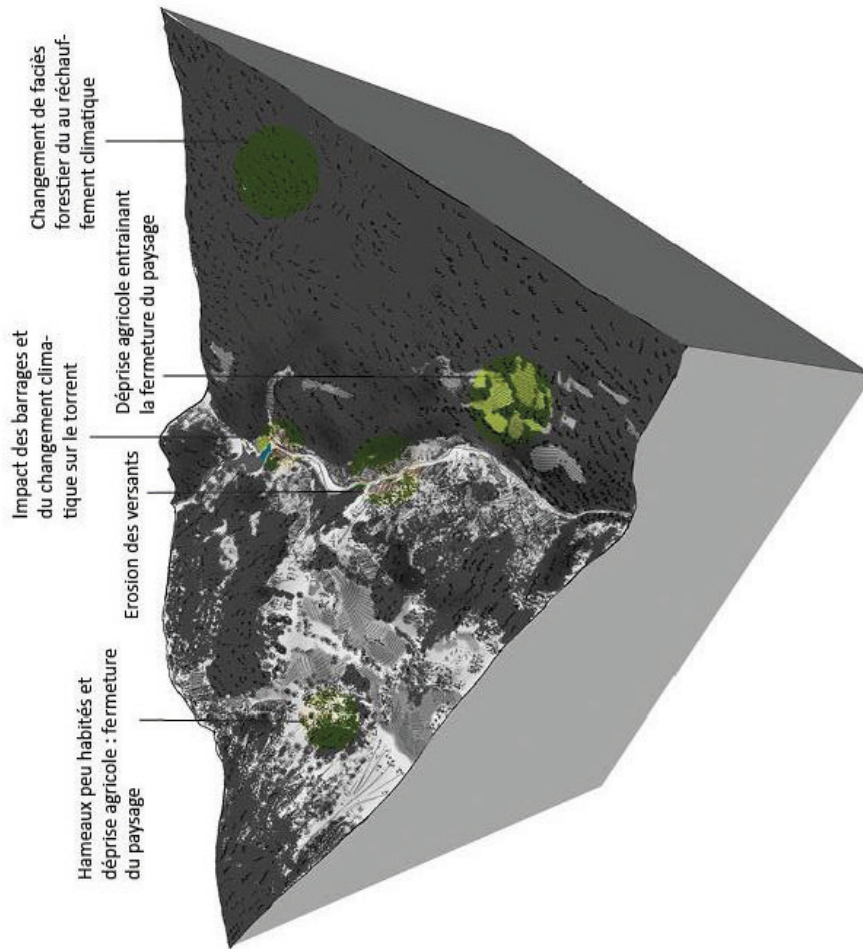 Hameaux peu habités et
déprise agricole : fermeture
du paysage
Erosion des versants
Impact des barrages et
du changement clima-
tique sur le torrent
Déprise agricole entrainant
la fermeture du paysage
Changement de faciès
forestier du au réchauf-
fement climatique